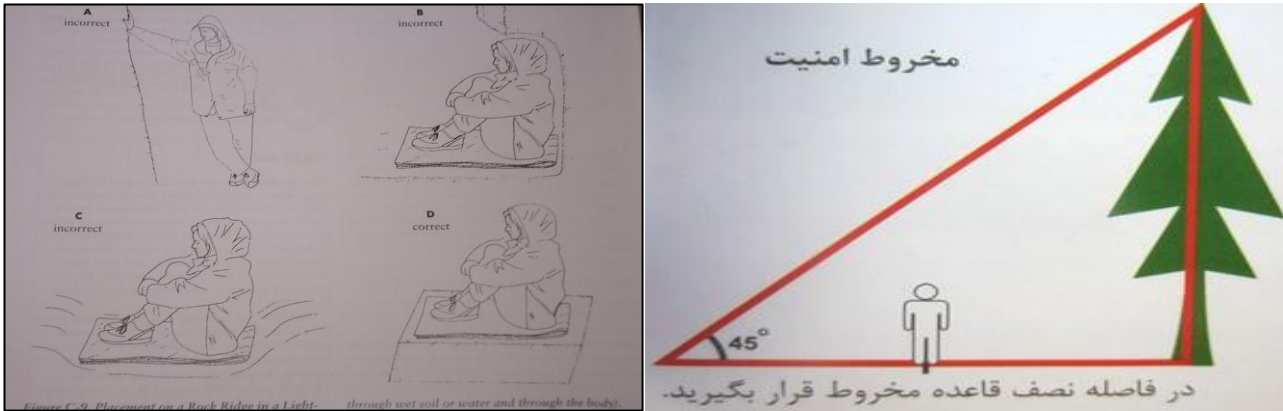 A
incorrect
B
incorrect
C
incorrect
D
correct
Figure C-9 Placement on a Rock Ridge in a Light-
through wet soil or water and through the body).
مخروط امنیت
45°
در فاصله نصف قاعده مخروط قرار بگیرید.